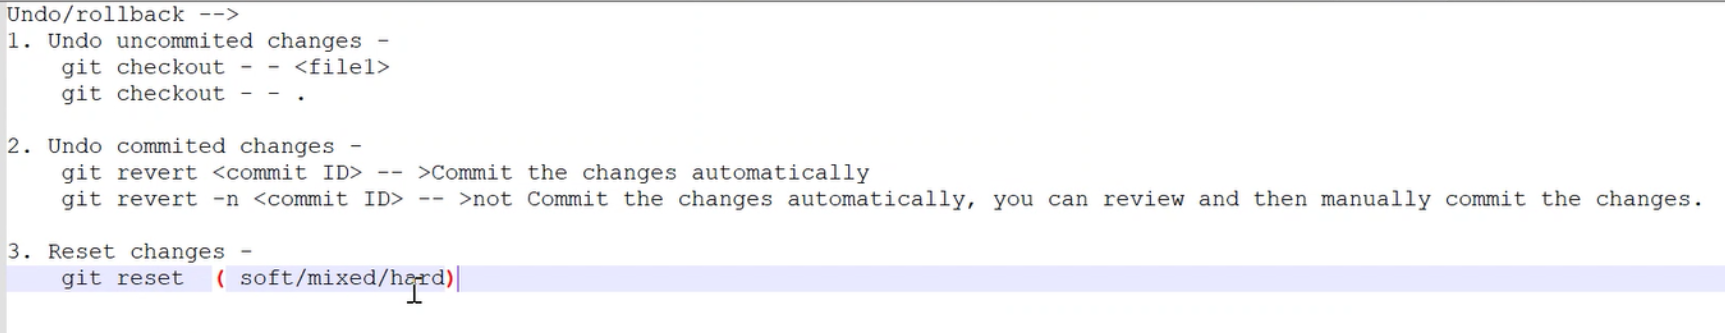 Undo/rollback -->
1. Undo uncommited changes -
git checkout - - <file1>
git checkout - - .
2. Undo commited changes -
git revert <commit ID> -- >Commit the changes automatically
git revert -n <commit ID> -- >not Commit the changes automatically, you can review and then manually commit the changes.
3. Reset changes -
git reset  ( soft/mixed/hard)